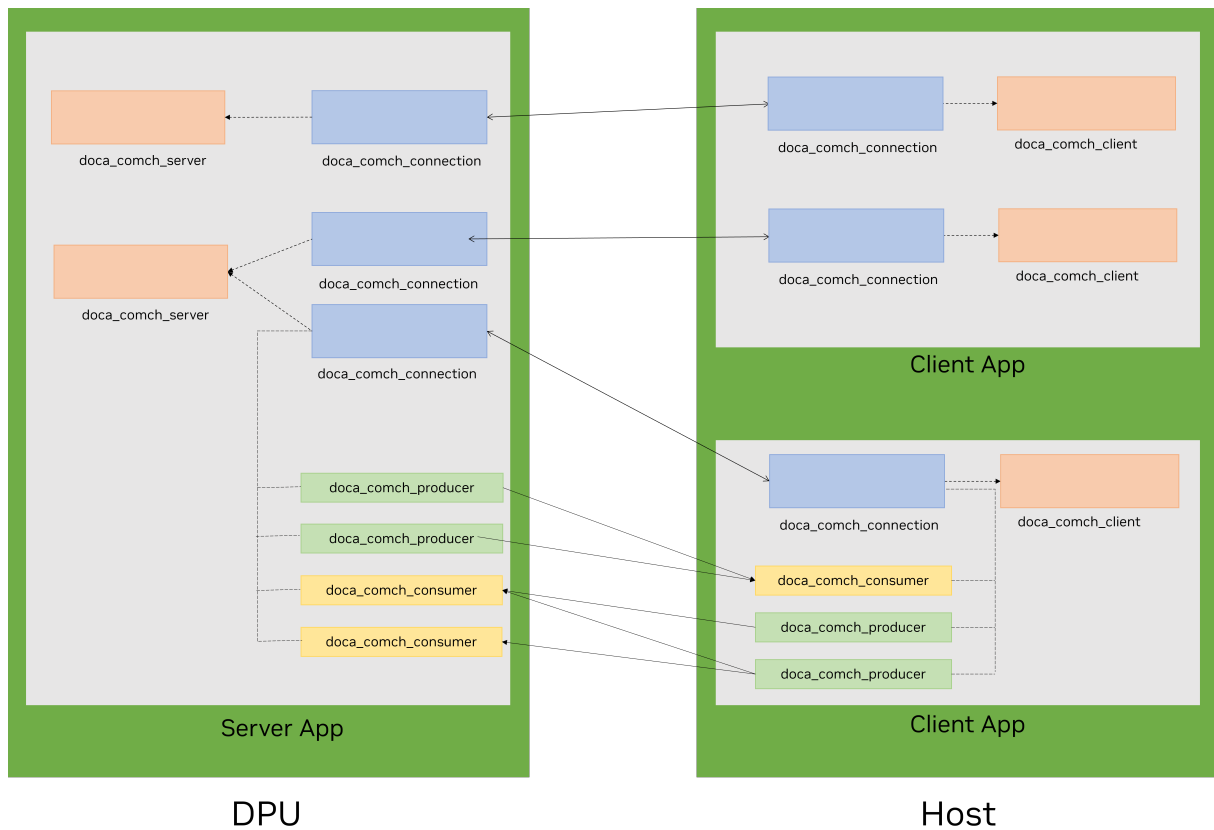 doca_comch_server
doca_comch_connection
doca_comch_server
doca_comch_connection
doca_comch_connection
doca_comch_producer
doca_comch_producer
doca_comch_consumer
doca_comch_consumer
Server App
DPU
doca_comch_connection
doca_comch_client
doca_comch_connection
doca_comch_client
Client App
doca_comch_connection
doca_comch_client
doca_comch_consumer
doca_comch_producer
doca_comch_producer
Client App
Host